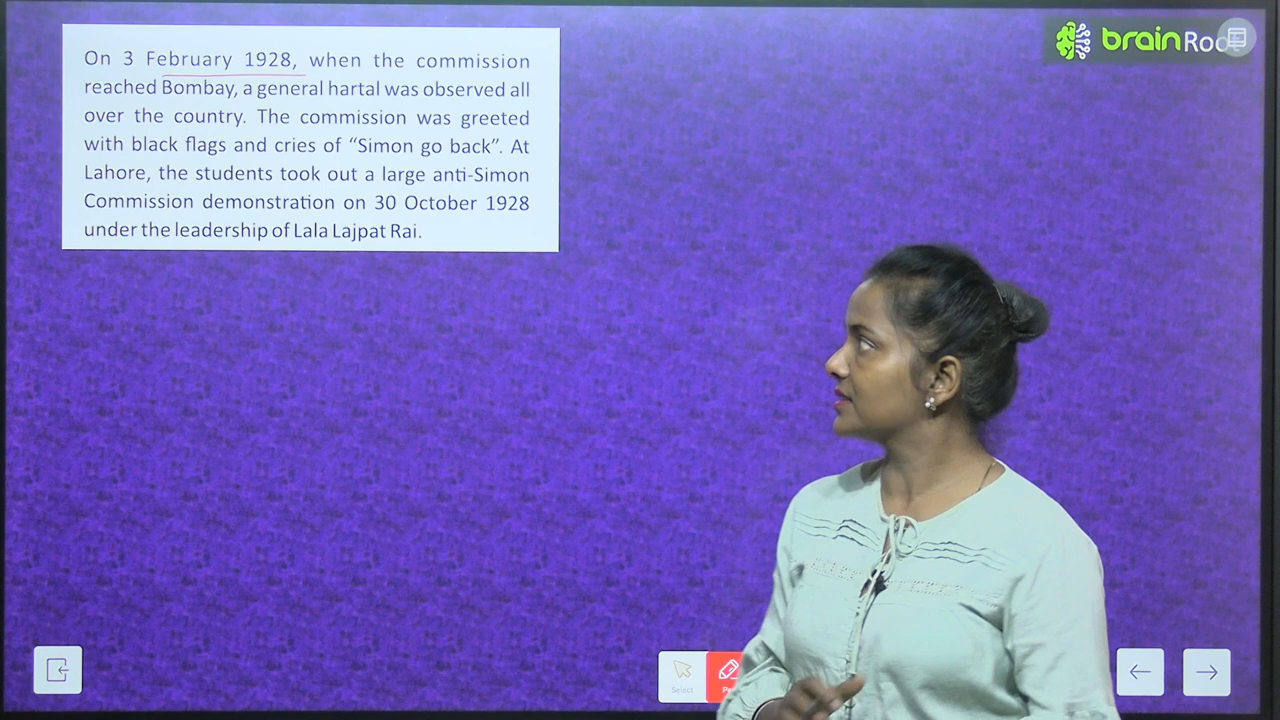 On 3 February 1928, when the commission
reached Bombay, a general hartal was observed all
over the country. The commission was greeted
with black flags and cries of “Simon go back”. At
Lahore, the students took out a large anti-Simon
Commission demonstration on 30 October 1928
under the leadership of Lala Lajpat Rai.
brain
Select